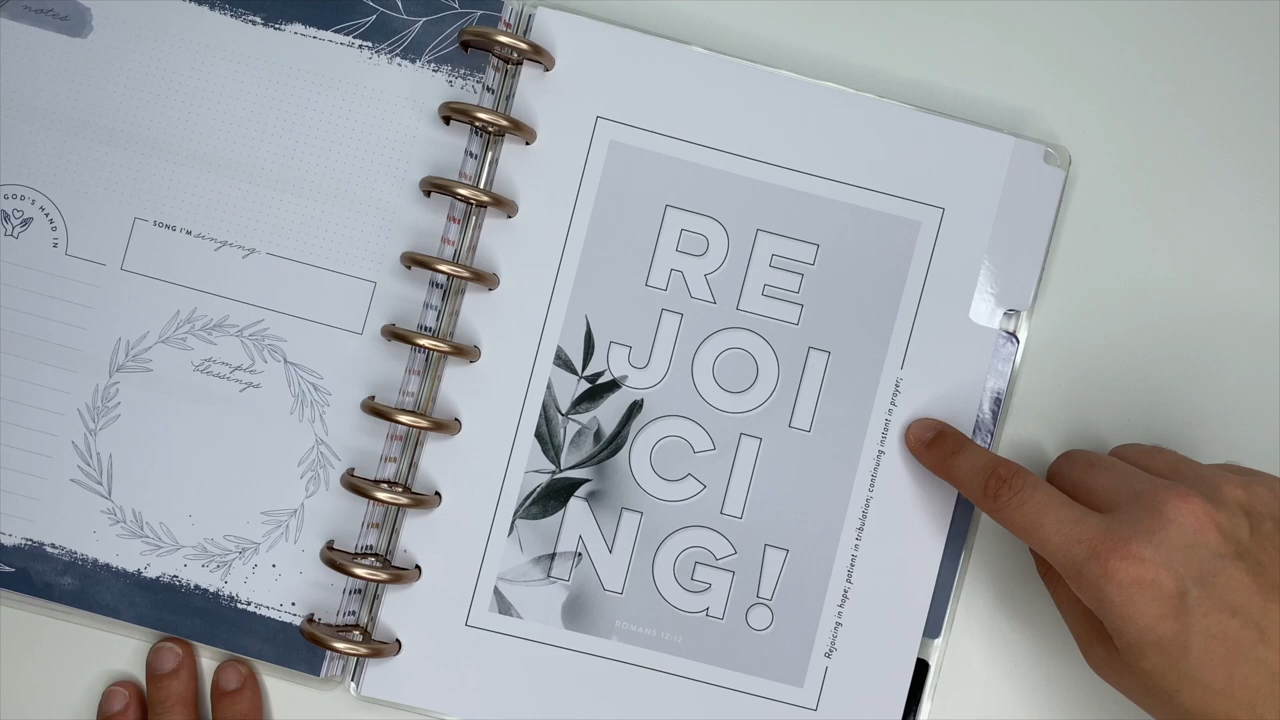 notes
GOD'S HAND IN
SONG I'M singing:
simple
blessings
RE
JOI
CI
NG!
ROMANS 12:12
Rejoicing in hope; patient in tribulation; continuing instant in prayer;